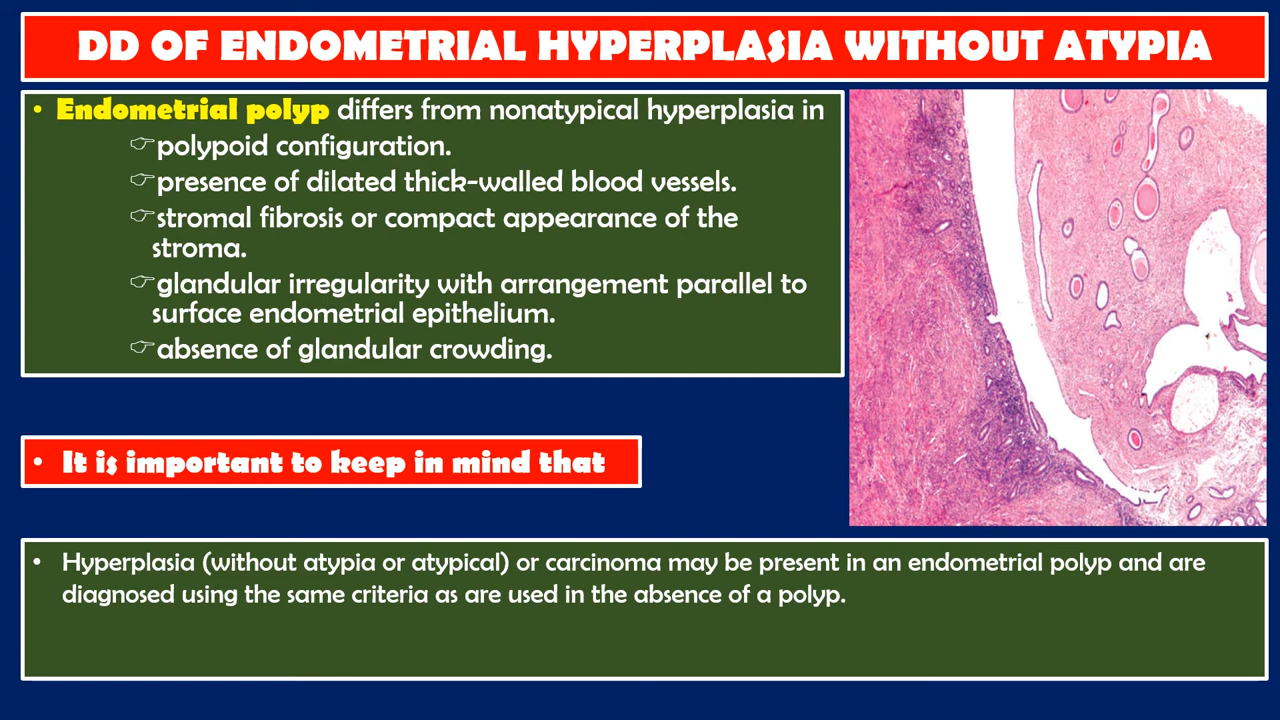 DD OF ENDOMETRIAL HYPERPLASIA WITHOUT ATYPIA
• Endometrial polyp differs from nonatypical hyperplasia in
☞polypoid configuration.
☞presence of dilated thick-walled blood vessels.
☞stromal fibrosis or compact appearance of the
stroma.
☞glandular irregularity with arrangement parallel to
surface endometrial epithelium.
☞absence of glandular crowding.
• It is important to keep in mind that
• Hyperplasia (without atypia or atypical) or carcinoma may be present in an endometrial polyp and are
diagnosed using the same criteria as are used in the absence of a polyp.